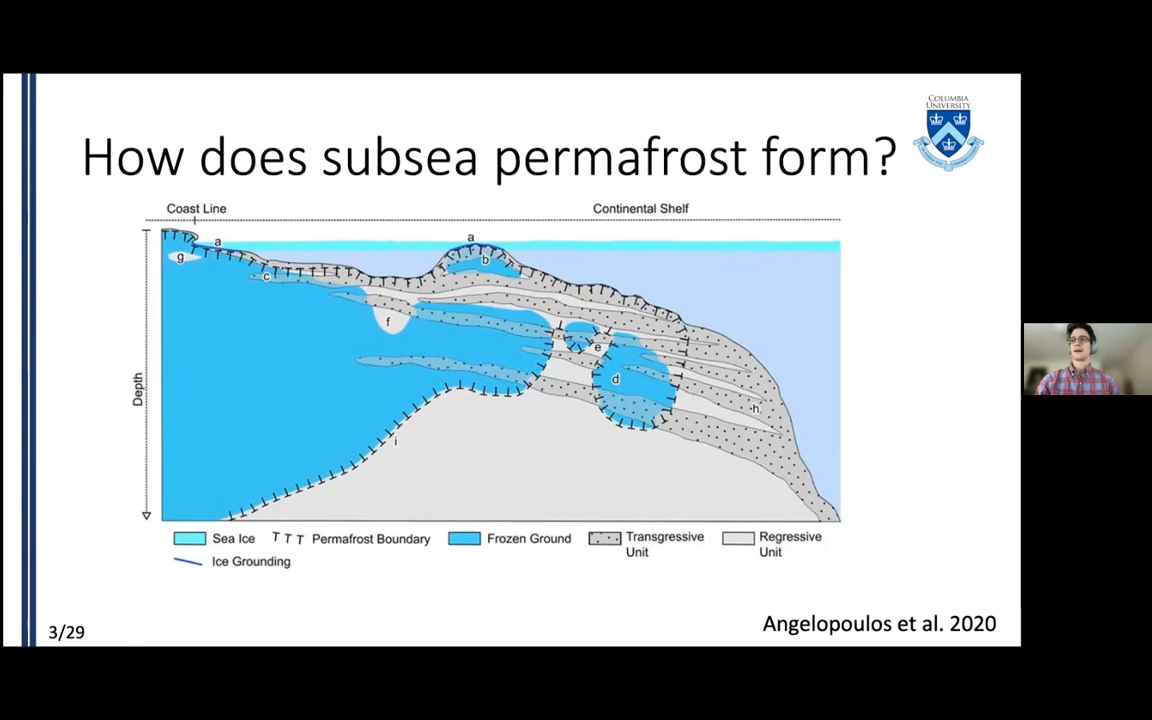 COLUMBIA
UNIVERSITY
How does subsea permafrost form?
Coast Line
Continental Shelf
a
a
g
b
c
f
e
d
h
i
Depth
Sea Ice
Permafrost Boundary
Frozen Ground
Transgressive
Unit
Regressive
Unit
Ice Grounding
3/29
Angelopoulos et al. 2020